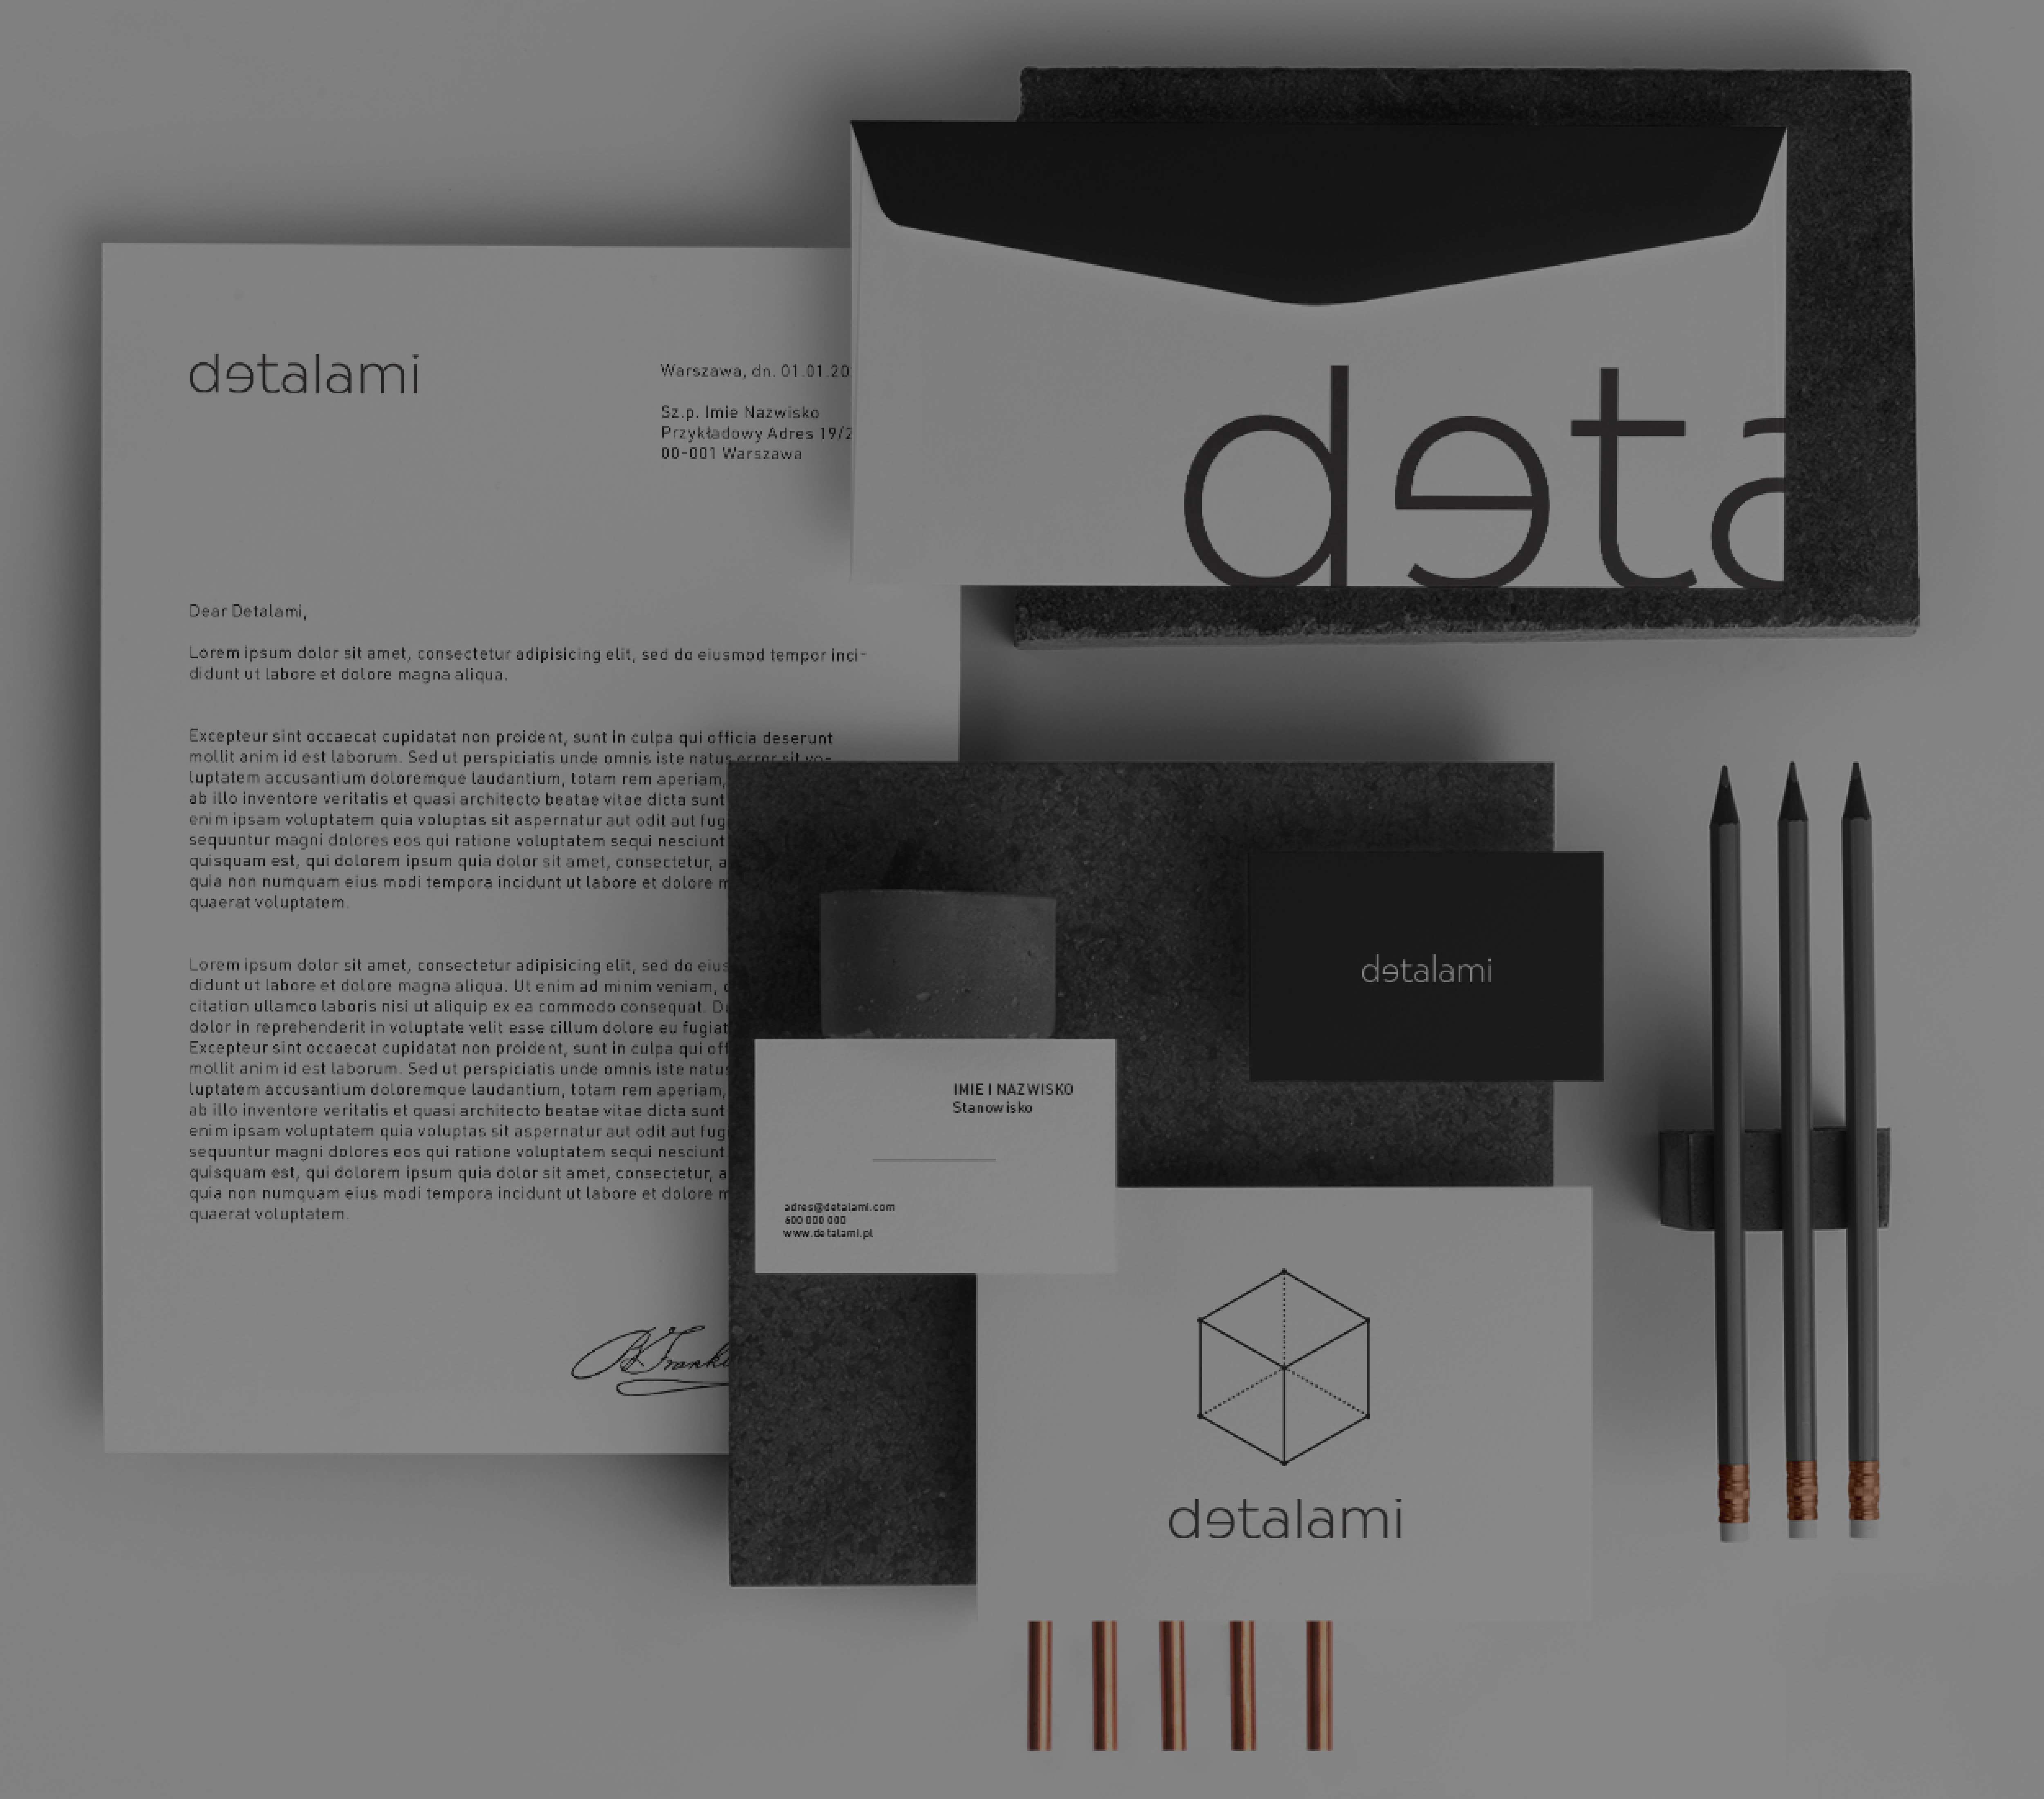 detalami
Warszawa, dn. 01.01.20
Sz.p. Imie Nazwisko
Przykładowy Adres 19/2
00-001 Warszawa
Dear Detalami,
Lorem ipsum dolor sit amet, consectetur adipisicing elit, sed do eiusmod tempor inci-
didunt ut labore et dolore magna aliqua.
Excepteur sint occaecat cupidatat non proident, sunt in culpa qui officia deserunt
mollit anim id est laborum. Sed ut perspiciatis unde omnis iste natus error sit vo-
luptatem accusantium doloremque laudantium, totam rem aperiam,
ab illo inventore veritatis et quasi architecto beatae vitae dicta sunt
enim ipsam voluptatem quia voluptas sit aspernatur aut odit aut fug
sequuntur magni dolores eos qui ratione voluptatem sequi nesciunt
quisquam est, qui dolorem ipsum quia dolor sit amet, consectetur, a
quia non numquam eius modi tempora incidunt ut labore et dolore m
quaerat voluptatem.
Lorem ipsum dolor sit amet, consectetur adipisicing elit, sed do eius
didunt ut labore et dolore magna aliqua. Ut enim ad minim veniam,
citation ullamco laboris nisi ut aliquip ex ea commodo consequat. D
dolor in reprehenderit in voluptate velit esse cillum dolore eu fugiat
Excepteur sint occaecat cupidatat non proident, sunt in culpa qui off
mollit anim id est laborum. Sed ut perspiciatis unde omnis iste natus
luptatem accusantium doloremque laudantium, totam rem aperiam,
ab illo inventore veritatis et quasi architecto beatae vitae dicta sunt
enim ipsam voluptatem quia voluptas sit aspernatur aut odit aut fug
sequuntur magni dolores eos qui ratione voluptatem sequi nesciunt
quisquam est, qui dolorem ipsum quia dolor sit amet, consectetur, a
quia non numquam eius modi tempora incidunt ut labore et dolore m
quaerat voluptatem.
deta
detalami
IMIE I NAZWISKO
Stanowisko
adres@detalami.com
600 000 000
www.detalami.pl
detalami